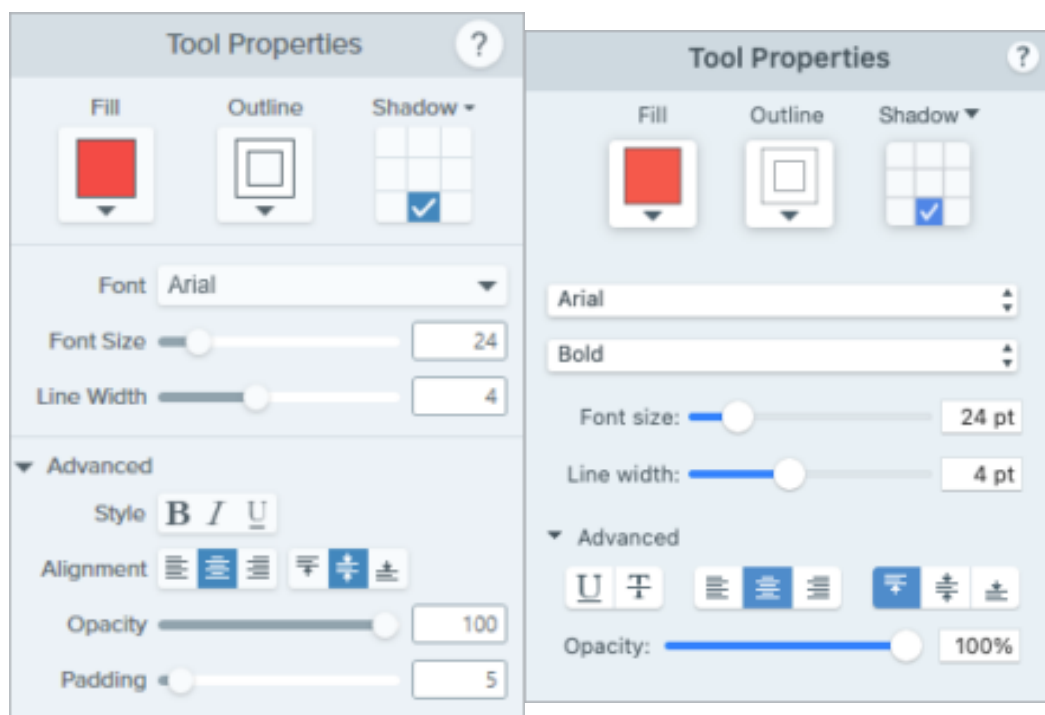 Tool Properties ?
Fill Outline Shadow
Font Arial
Font Size 24
Line Width 4
Advanced
Style B I U
Alignment
Opacity 100
Padding 5
Tool Properties ?
Fill Outline Shadow
Arial
Bold
Font size: 24 pt
Line width: 4 pt
Advanced
U T
Opacity: 100%